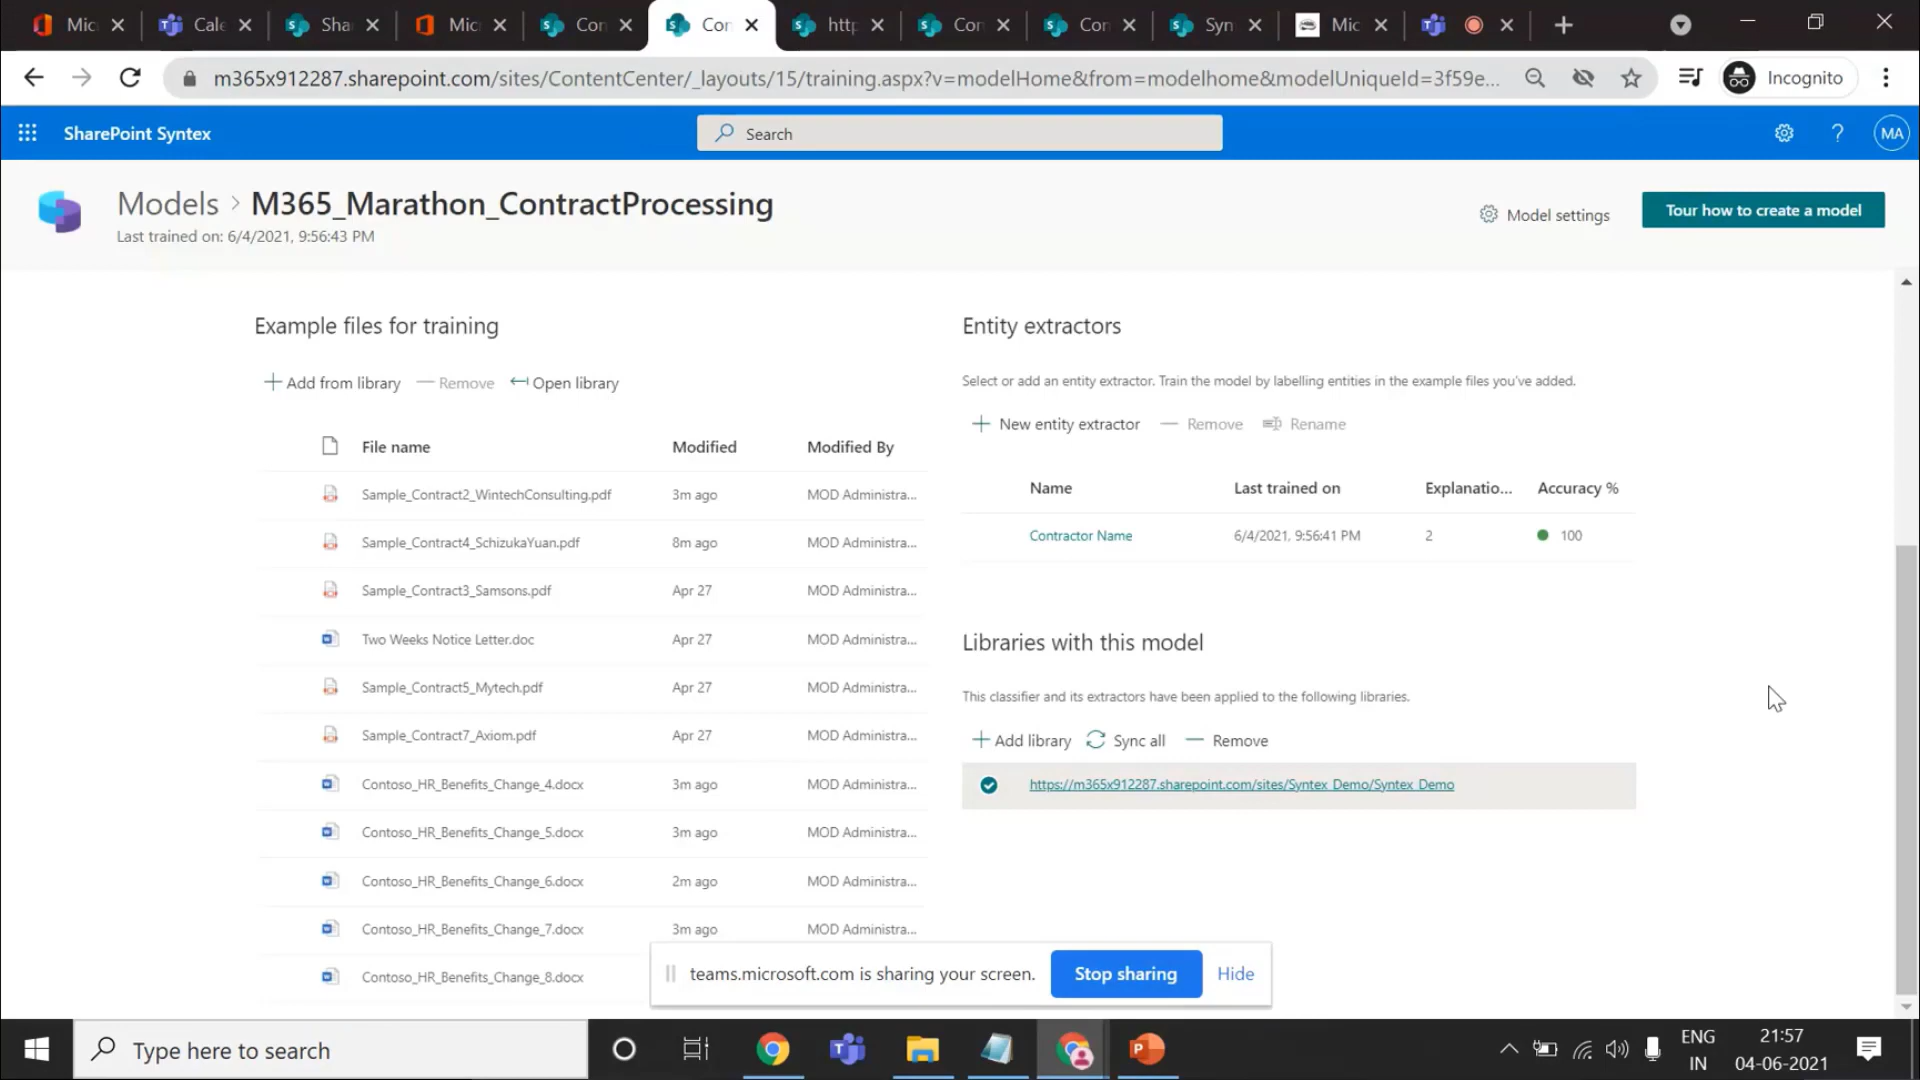 Mic
Cale
Sha
Micr
Con
Con
http
Con
Con
Syn
Mic
m365x912287.sharepoint.com/sites/ContentCenter/_layouts/15/training.aspx?v=modelHome&from=modelhome&modelUniqueId=3f59e...
Incognito
SharePoint Syntex
Search
?
MA
Models > M365_Marathon_ContractProcessing
Last trained on: 6/4/2021, 9:56:43 PM
Model settings
Tour how to create a model
Example files for training
Add from library Remove Open library
File name Modified Modified By
Sample_Contract2_WintechConsulting.pdf 3m ago MOD Administra...
Sample_Contract4_SchizukaYuan.pdf 8m ago MOD Administra...
Sample_Contract3_Samsons.pdf Apr 27 MOD Administra...
Two Weeks Notice Letter.doc Apr 27 MOD Administra...
Sample_Contract5_Mytech.pdf Apr 27 MOD Administra...
Sample_Contract7_Axiom.pdf Apr 27 MOD Administra...
Contoso_HR_Benefits_Change_4.docx 3m ago MOD Administra...
Contoso_HR_Benefits_Change_5.docx 3m ago MOD Administra...
Contoso_HR_Benefits_Change_6.docx 2m ago MOD Administra...
Contoso_HR_Benefits_Change_7.docx 3m ago MOD Administra...
Contoso_HR_Benefits_Change_8.docx
Entity extractors
Select or add an entity extractor. Train the model by labelling entities in the example files you've added.
New entity extractor Remove Rename
Name Last trained on Explanatio... Accuracy %
Contractor Name 6/4/2021, 9:56:41 PM 2 100
Libraries with this model
This classifier and its extractors have been applied to the following libraries.
Add library Sync all Remove
https://m365x912287.sharepoint.com/sites/Syntex_Demo/Syntex_Demo
teams.microsoft.com is sharing your screen. Stop sharing Hide
Type here to search
ENG
IN
21:57
04-06-2021